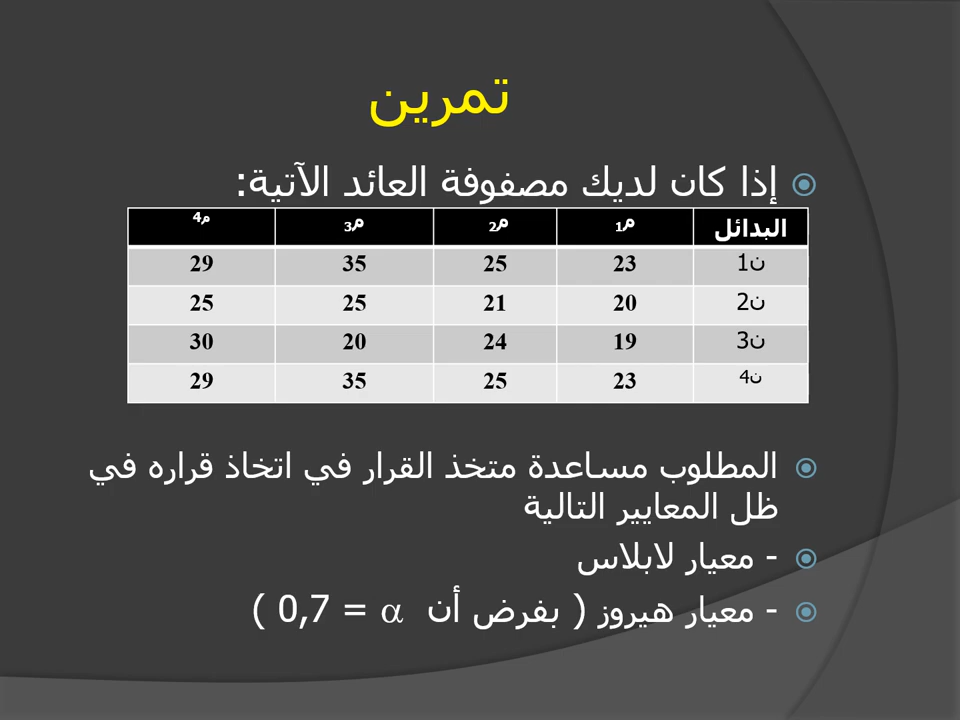 تمرين
إذا كان لديك مصفوفة العائد الآتية:
البدائل م1 م2 م3 م4
ن1 23 25 35 29
ن2 20 21 25 25
ن3 19 24 20 30
ن4 23 25 35 29
المطلوب مساعدة متخذ القرار في اتخاذ قراره في
ظل المعايير التالية
- معيار لابلاس
- معيار هيروز ( بفرض أن α = 0,7 )